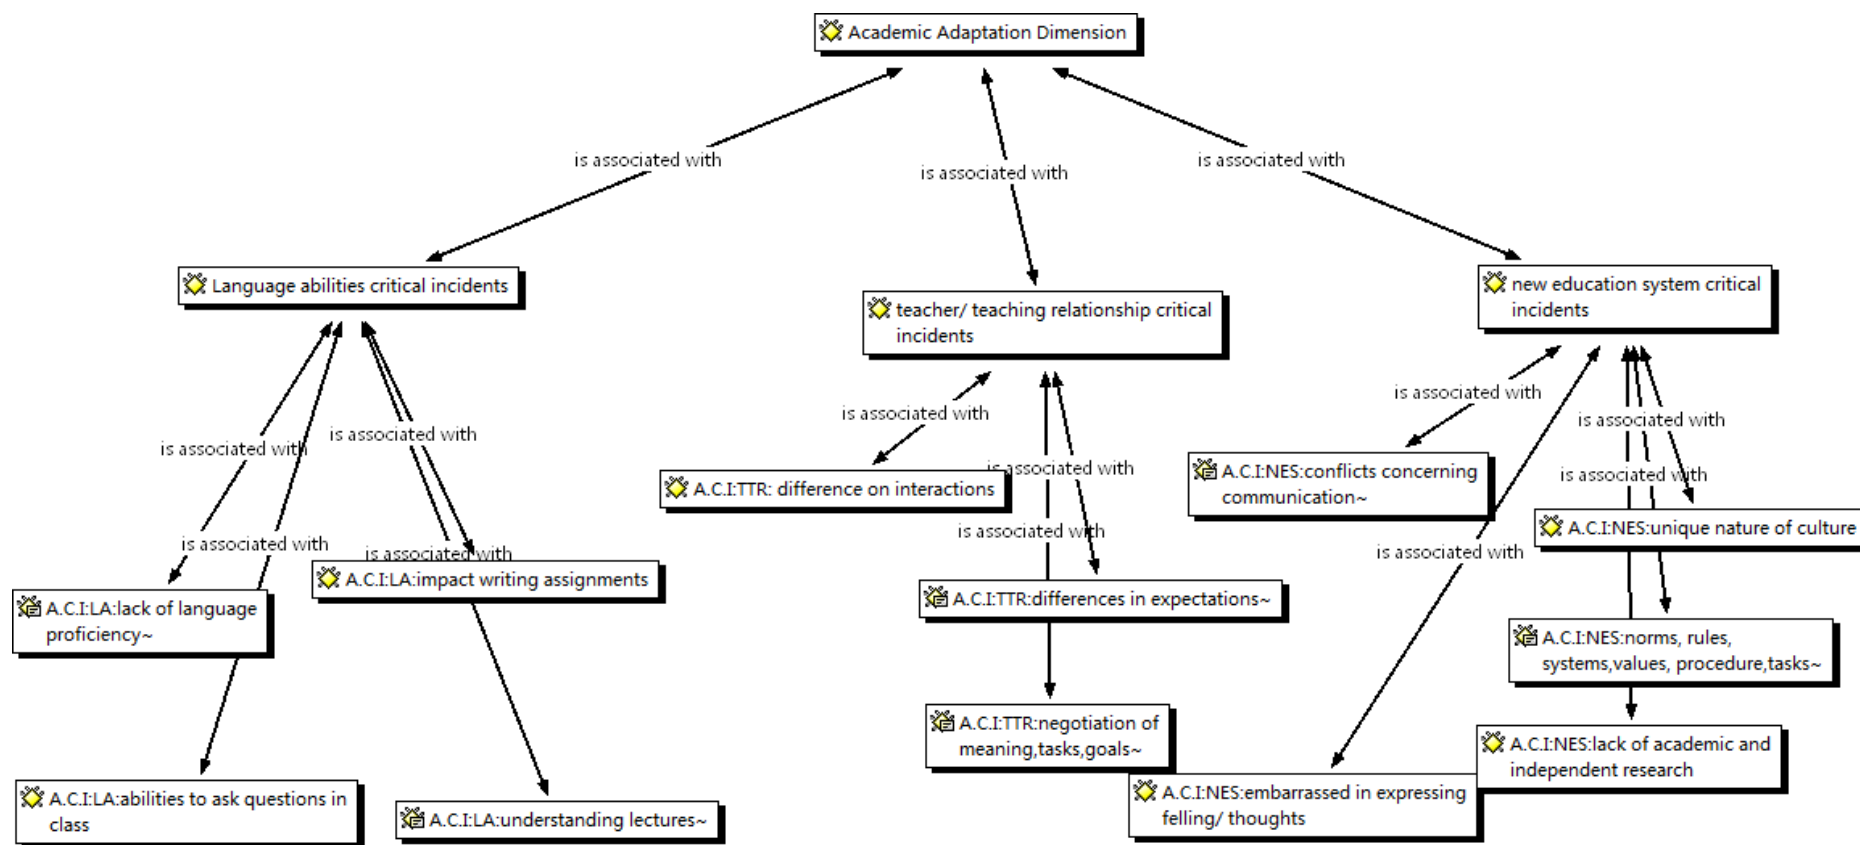 Academic Adaptation Dimension
is associated with
is associated with
is associated with
Language abilities critical incidents
teacher/ teaching relationship critical
incidents
new education system critical
incidents
is associated with
is associated with
is associated with
is associated with
is associated with
is associated with
is associated with
is associated with
is associated with
is associated with
is associated with
is associated with
A.C.I:TTR: difference on interactions
A.C.I:NES:conflicts concerning
communication~
A.C.I:NES:unique nature of culture
A.C.I:LA:lack of language
proficiency~
A.C.I:LA:impact writing assignments
A.C.I:TTR:differences in expectations~
A.C.I:NES:norms, rules,
systems,values, procedure,tasks~
A.C.I:TTR:negotiation of
meaning,tasks,goals~
A.C.I:NES:lack of academic and
independent research
A.C.I:LA:abilities to ask questions in
class
A.C.I:LA:understanding lectures~
A.C.I:NES:embarrassed in expressing
felling/ thoughts